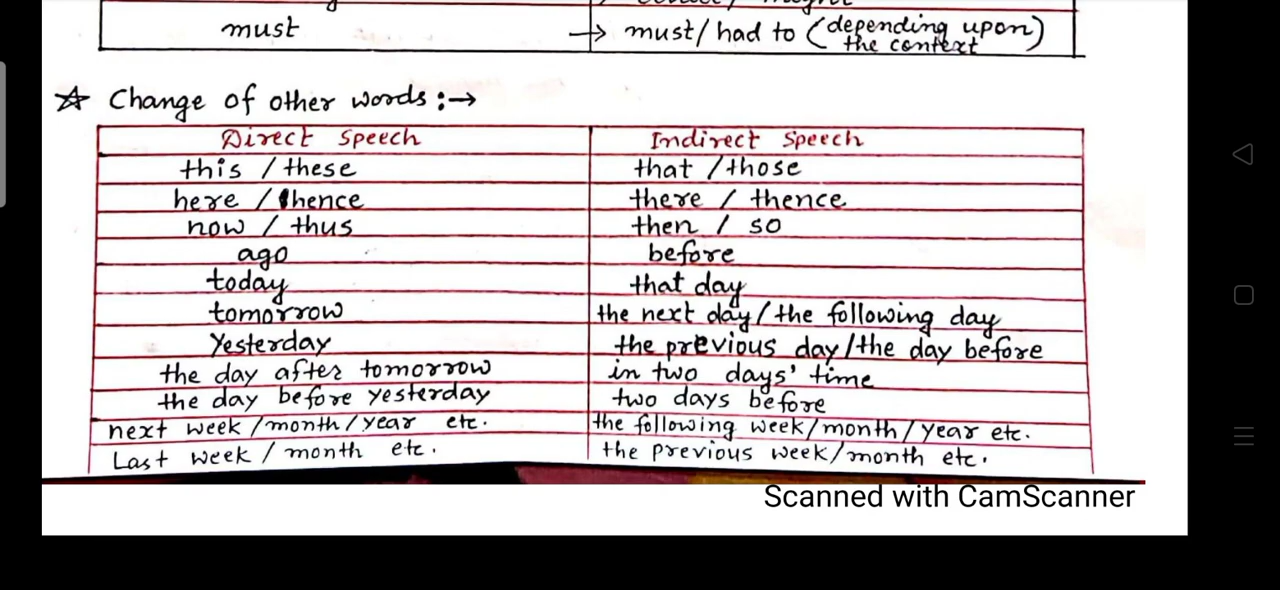 must → must/had to (depending upon the context)
☆ Change of other words :→
Direct Speech Indirect Speech
this / these that / those
here / hence there / thence
now / thus then / so
ago before
today that day
tomorrow the next day / the following day
Yesterday the previous day / the day before
the day after tomorrow in two days' time
the day before yesterday two days before
next week / month / year etc. the following week / month / year etc.
Last week / month etc. the previous week / month etc.
Scanned with CamScanner